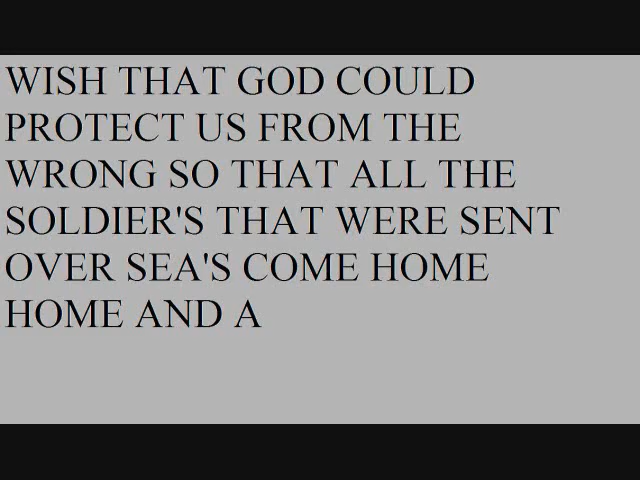 WISH THAT GOD COULD
PROTECT US FROM THE
WRONG SO THAT ALL THE
SOLDIER'S THAT WERE SENT
OVER SEA'S COME HOME
HOME AND A